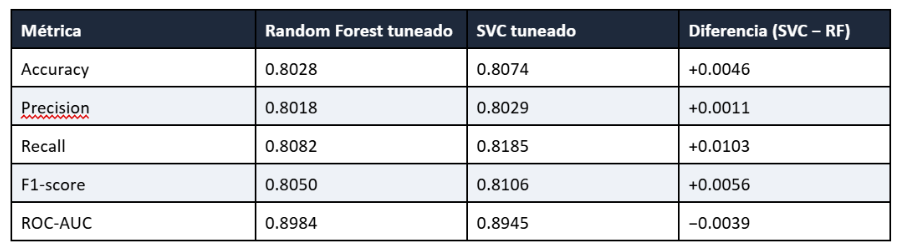 Métrica Random Forest tuneado SVC tuneado Diferencia (SVC – RF)
Accuracy 0.8028 0.8074 +0.0046
Precision 0.8018 0.8029 +0.0011
Recall 0.8082 0.8185 +0.0103
F1-score 0.8050 0.8106 +0.0056
ROC-AUC 0.8984 0.8945 −0.0039